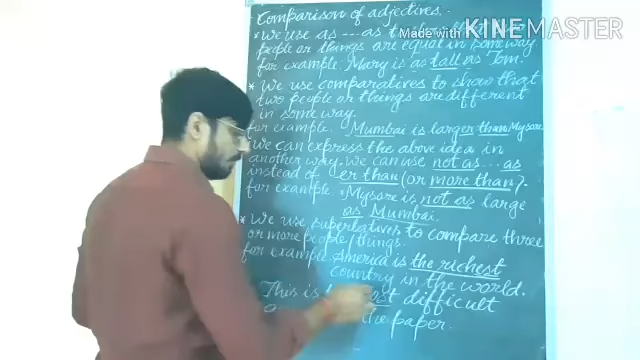 Comparison of adjectives.
Made with KINEMASTER
• We use as ---as to show that two
people or things are equal in some way.
for example: Mary is as tall as Tom.
* We use comparatives to show that
two people or things are different
in some way.
for example. Mumbai is larger than Mysore
We can express the above idea in
another way. we can use not as ... as
instead of er than (or more than).
for example. • Mysore is not as large
as Mumbai.
* We use superlatives to compare three
or more people/things.
for example. America is the richest
country in the world.
This is difficult
the paper.